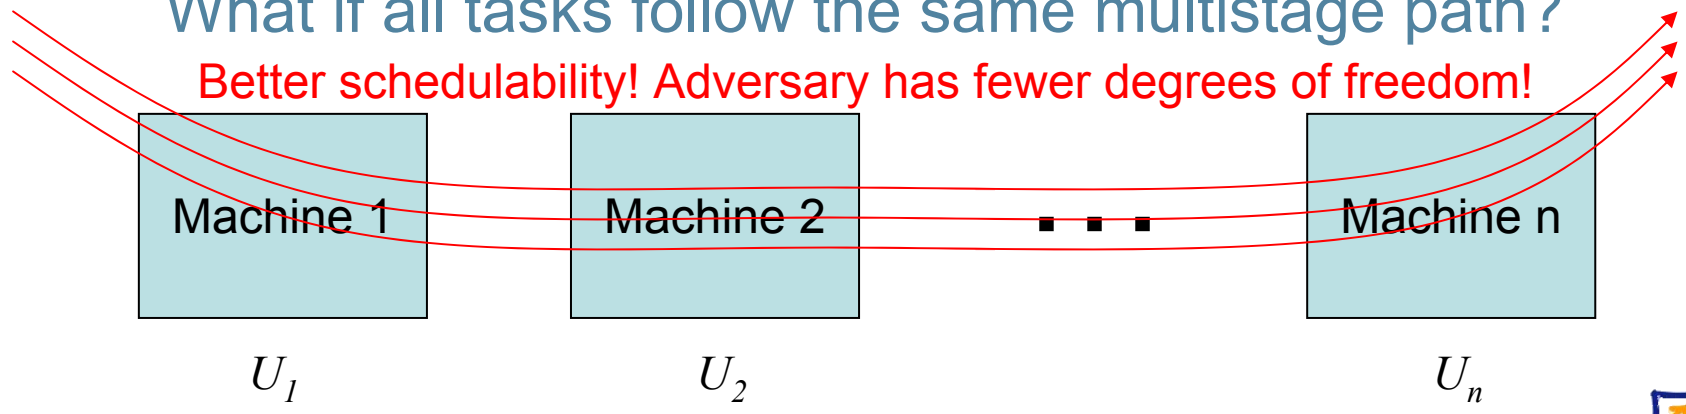 What if all tasks follow the same multistage path?
Better schedulability! Adversary has fewer degrees of freedom!
Machine 1 Machine 2 ... Machine n
U1 U2 Un